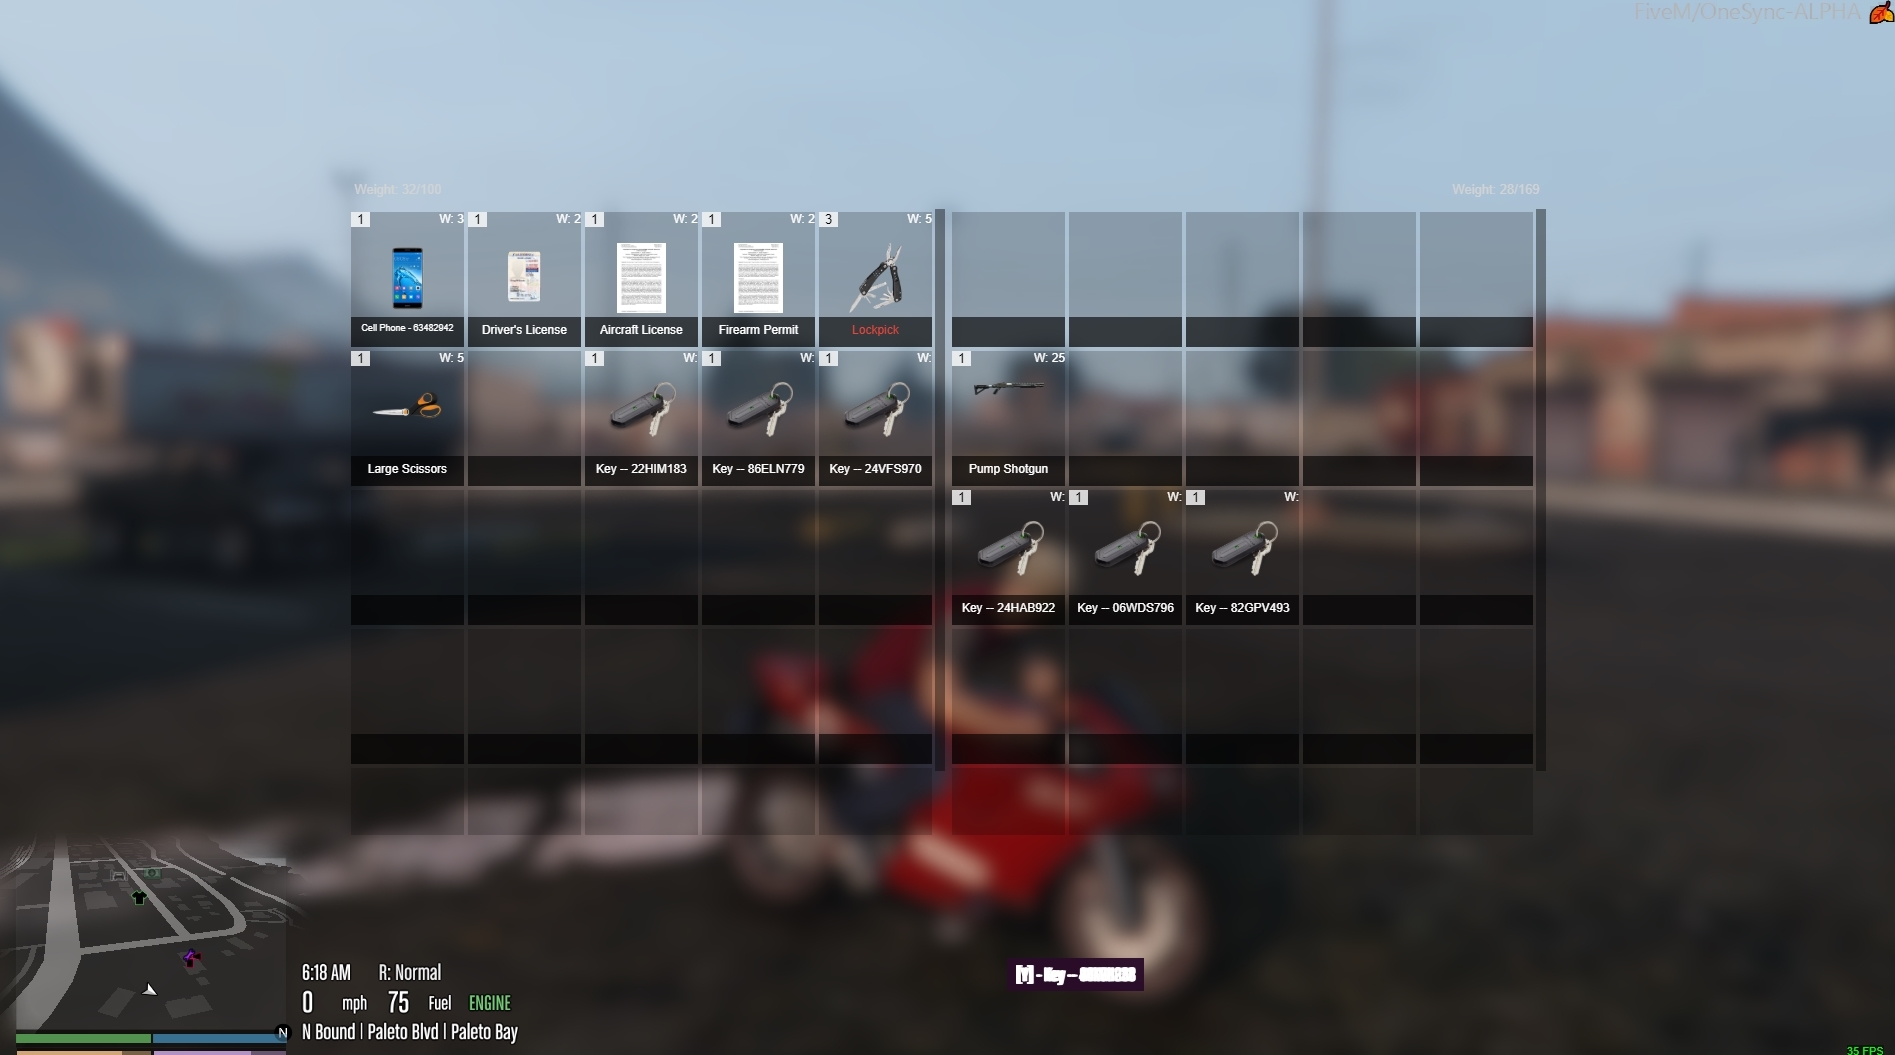 FiveM/OneSync-ALPHA
Weight: 32/100
Weight: 28/169
1 W: 3 1 W: 2 1 W: 2 1 W: 2 3 W: 5
Cell Phone - 63482942 Driver's License Aircraft License Firearm Permit Lockpick
1 W: 5 1 W: 1 W: 1 W: 1 W: 25
Large Scissors Key -- 22HIM183 Key -- 86ELN779 Key -- 24VFS970 Pump Shotgun
1 W: 1 W: 1 W:
Key -- 24HAB922 Key -- 06WDS796 Key -- 82GPV493
6:18 AM R: Normal
[Y] - Key --
0 mph 75 Fuel ENGINE
N Bound | Paleto Blvd | Paleto Bay
N
35 FPS